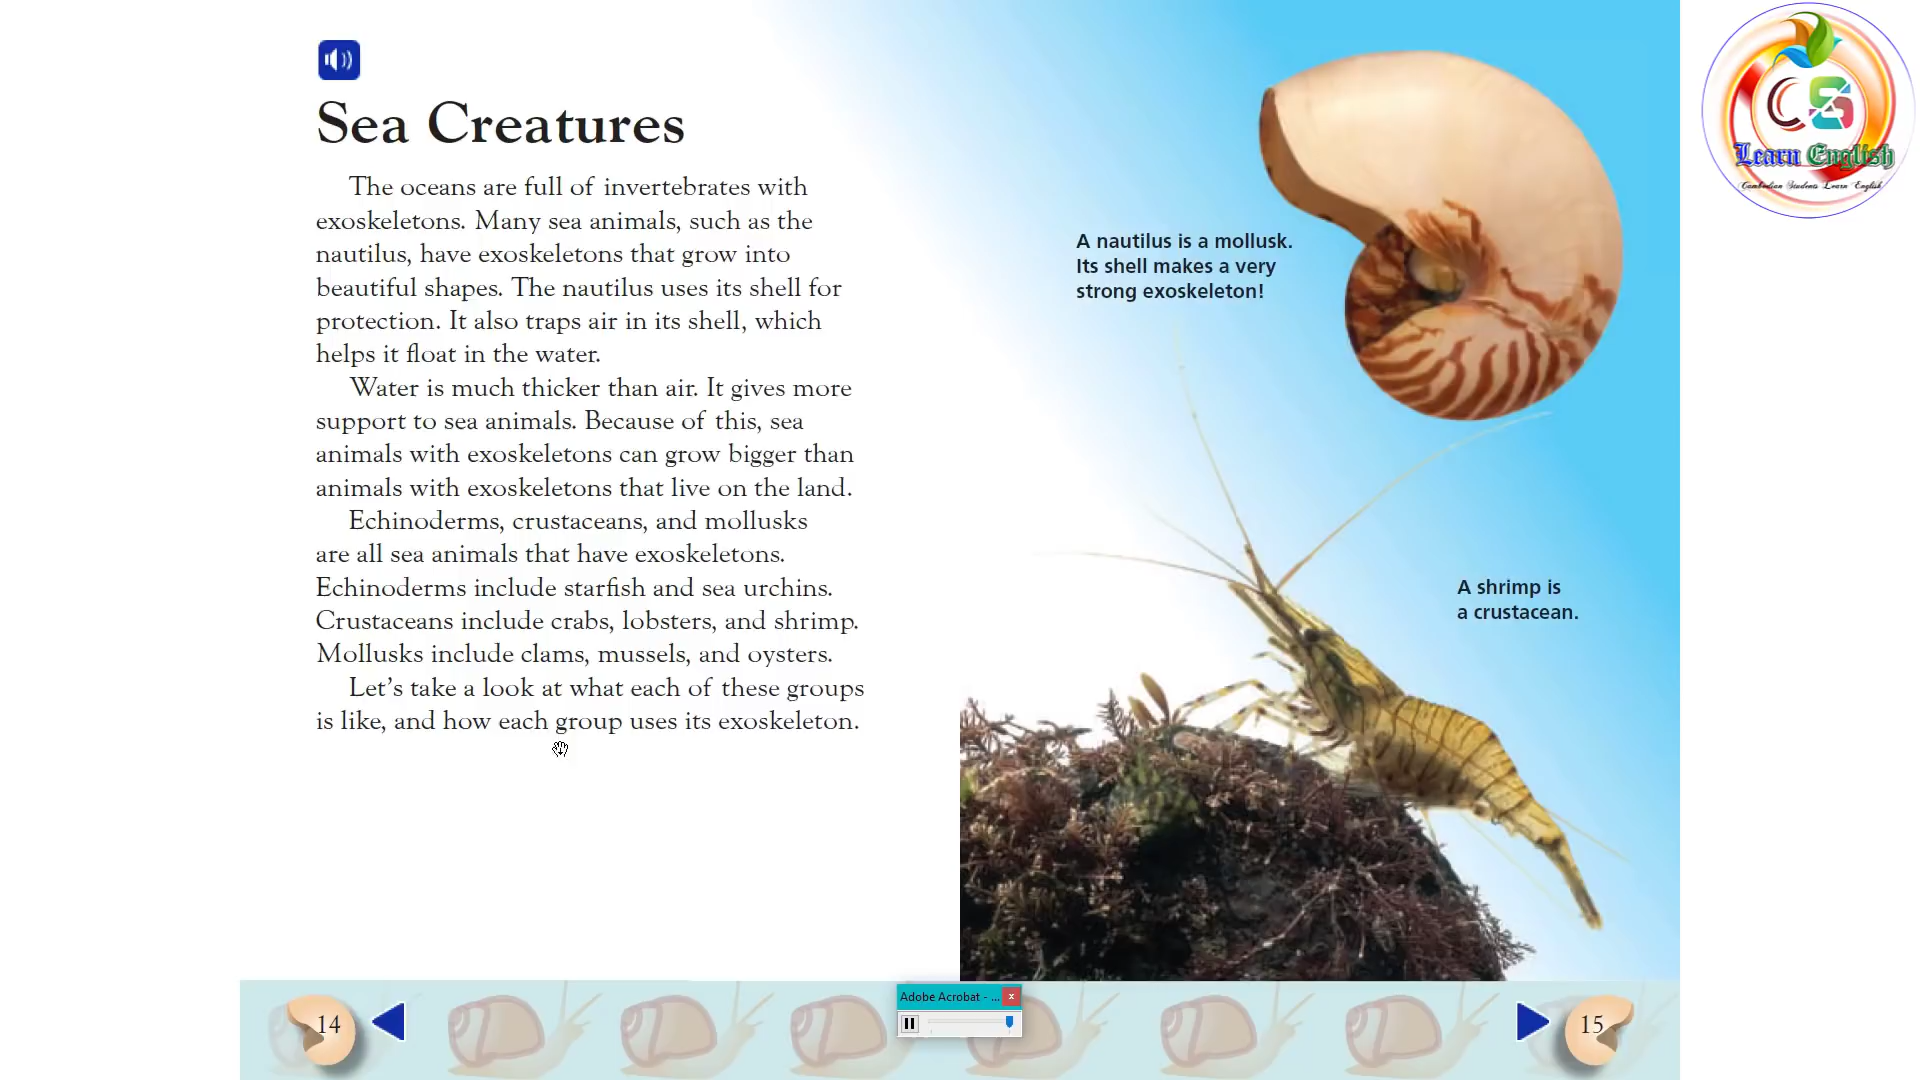 Sea Creatures
The oceans are full of invertebrates with
exoskeletons. Many sea animals, such as the
nautilus, have exoskeletons that grow into
beautiful shapes. The nautilus uses its shell for
protection. It also traps air in its shell, which
helps it float in the water.
Water is much thicker than air. It gives more
support to sea animals. Because of this, sea
animals with exoskeletons can grow bigger than
animals with exoskeletons that live on the land.
Echinoderms, crustaceans, and mollusks
are all sea animals that have exoskeletons.
Echinoderms include starfish and sea urchins.
Crustaceans include crabs, lobsters, and shrimp.
Mollusks include clams, mussels, and oysters.
Let's take a look at what each of these groups
is like, and how each group uses its exoskeleton.
A nautilus is a mollusk.
Its shell makes a very
strong exoskeleton!
A shrimp is
a crustacean.
CS
Learn English
Cambodian Students Learn English
Adobe Acrobat - ...
14
15